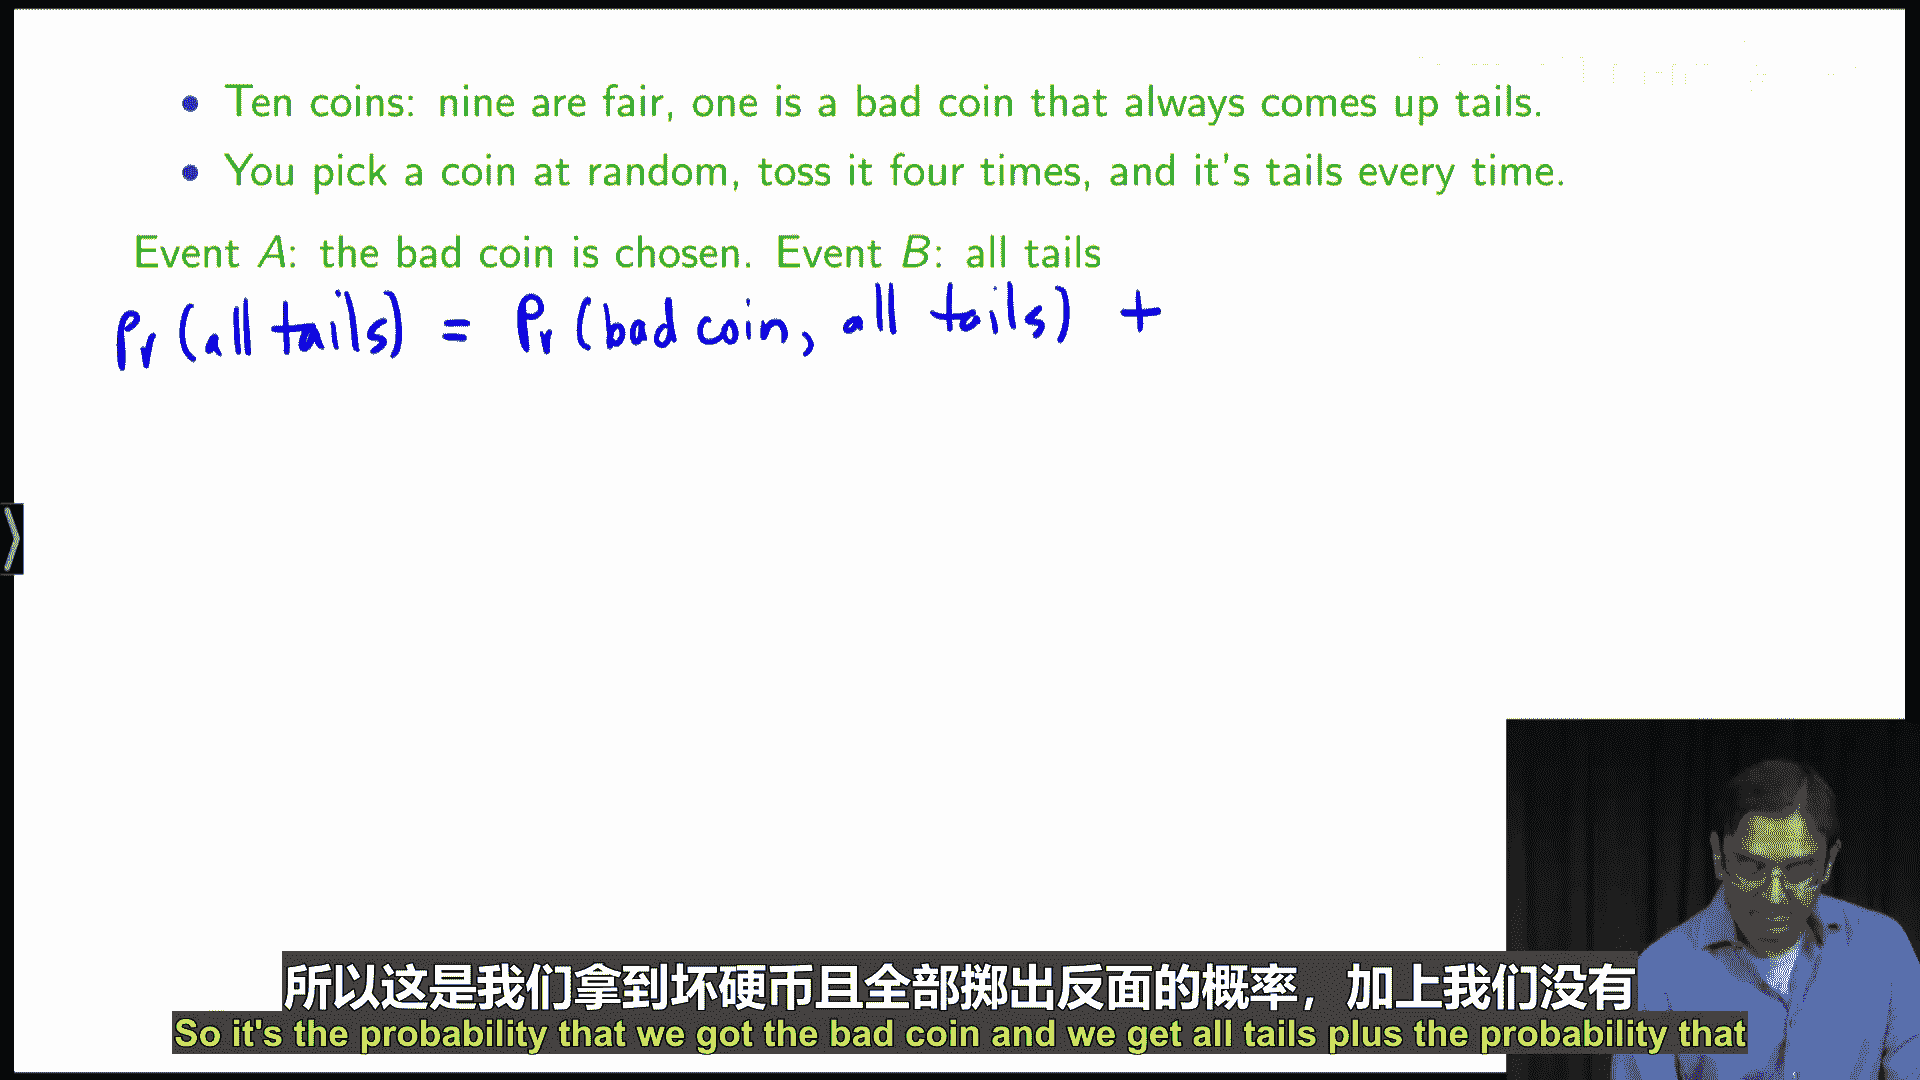 • Ten coins: nine are fair, one is a bad coin that always comes up tails.
• You pick a coin at random, toss it four times, and it's tails every time.
Event A: the bad coin is chosen. Event B: all tails
Pr (all tails) = Pr (bad coin, all tails) +
所以这是我们拿到坏硬币且全部掷出反面的概率，加上我们没有
So it's the probability that we got the bad coin and we get all tails plus the probability that